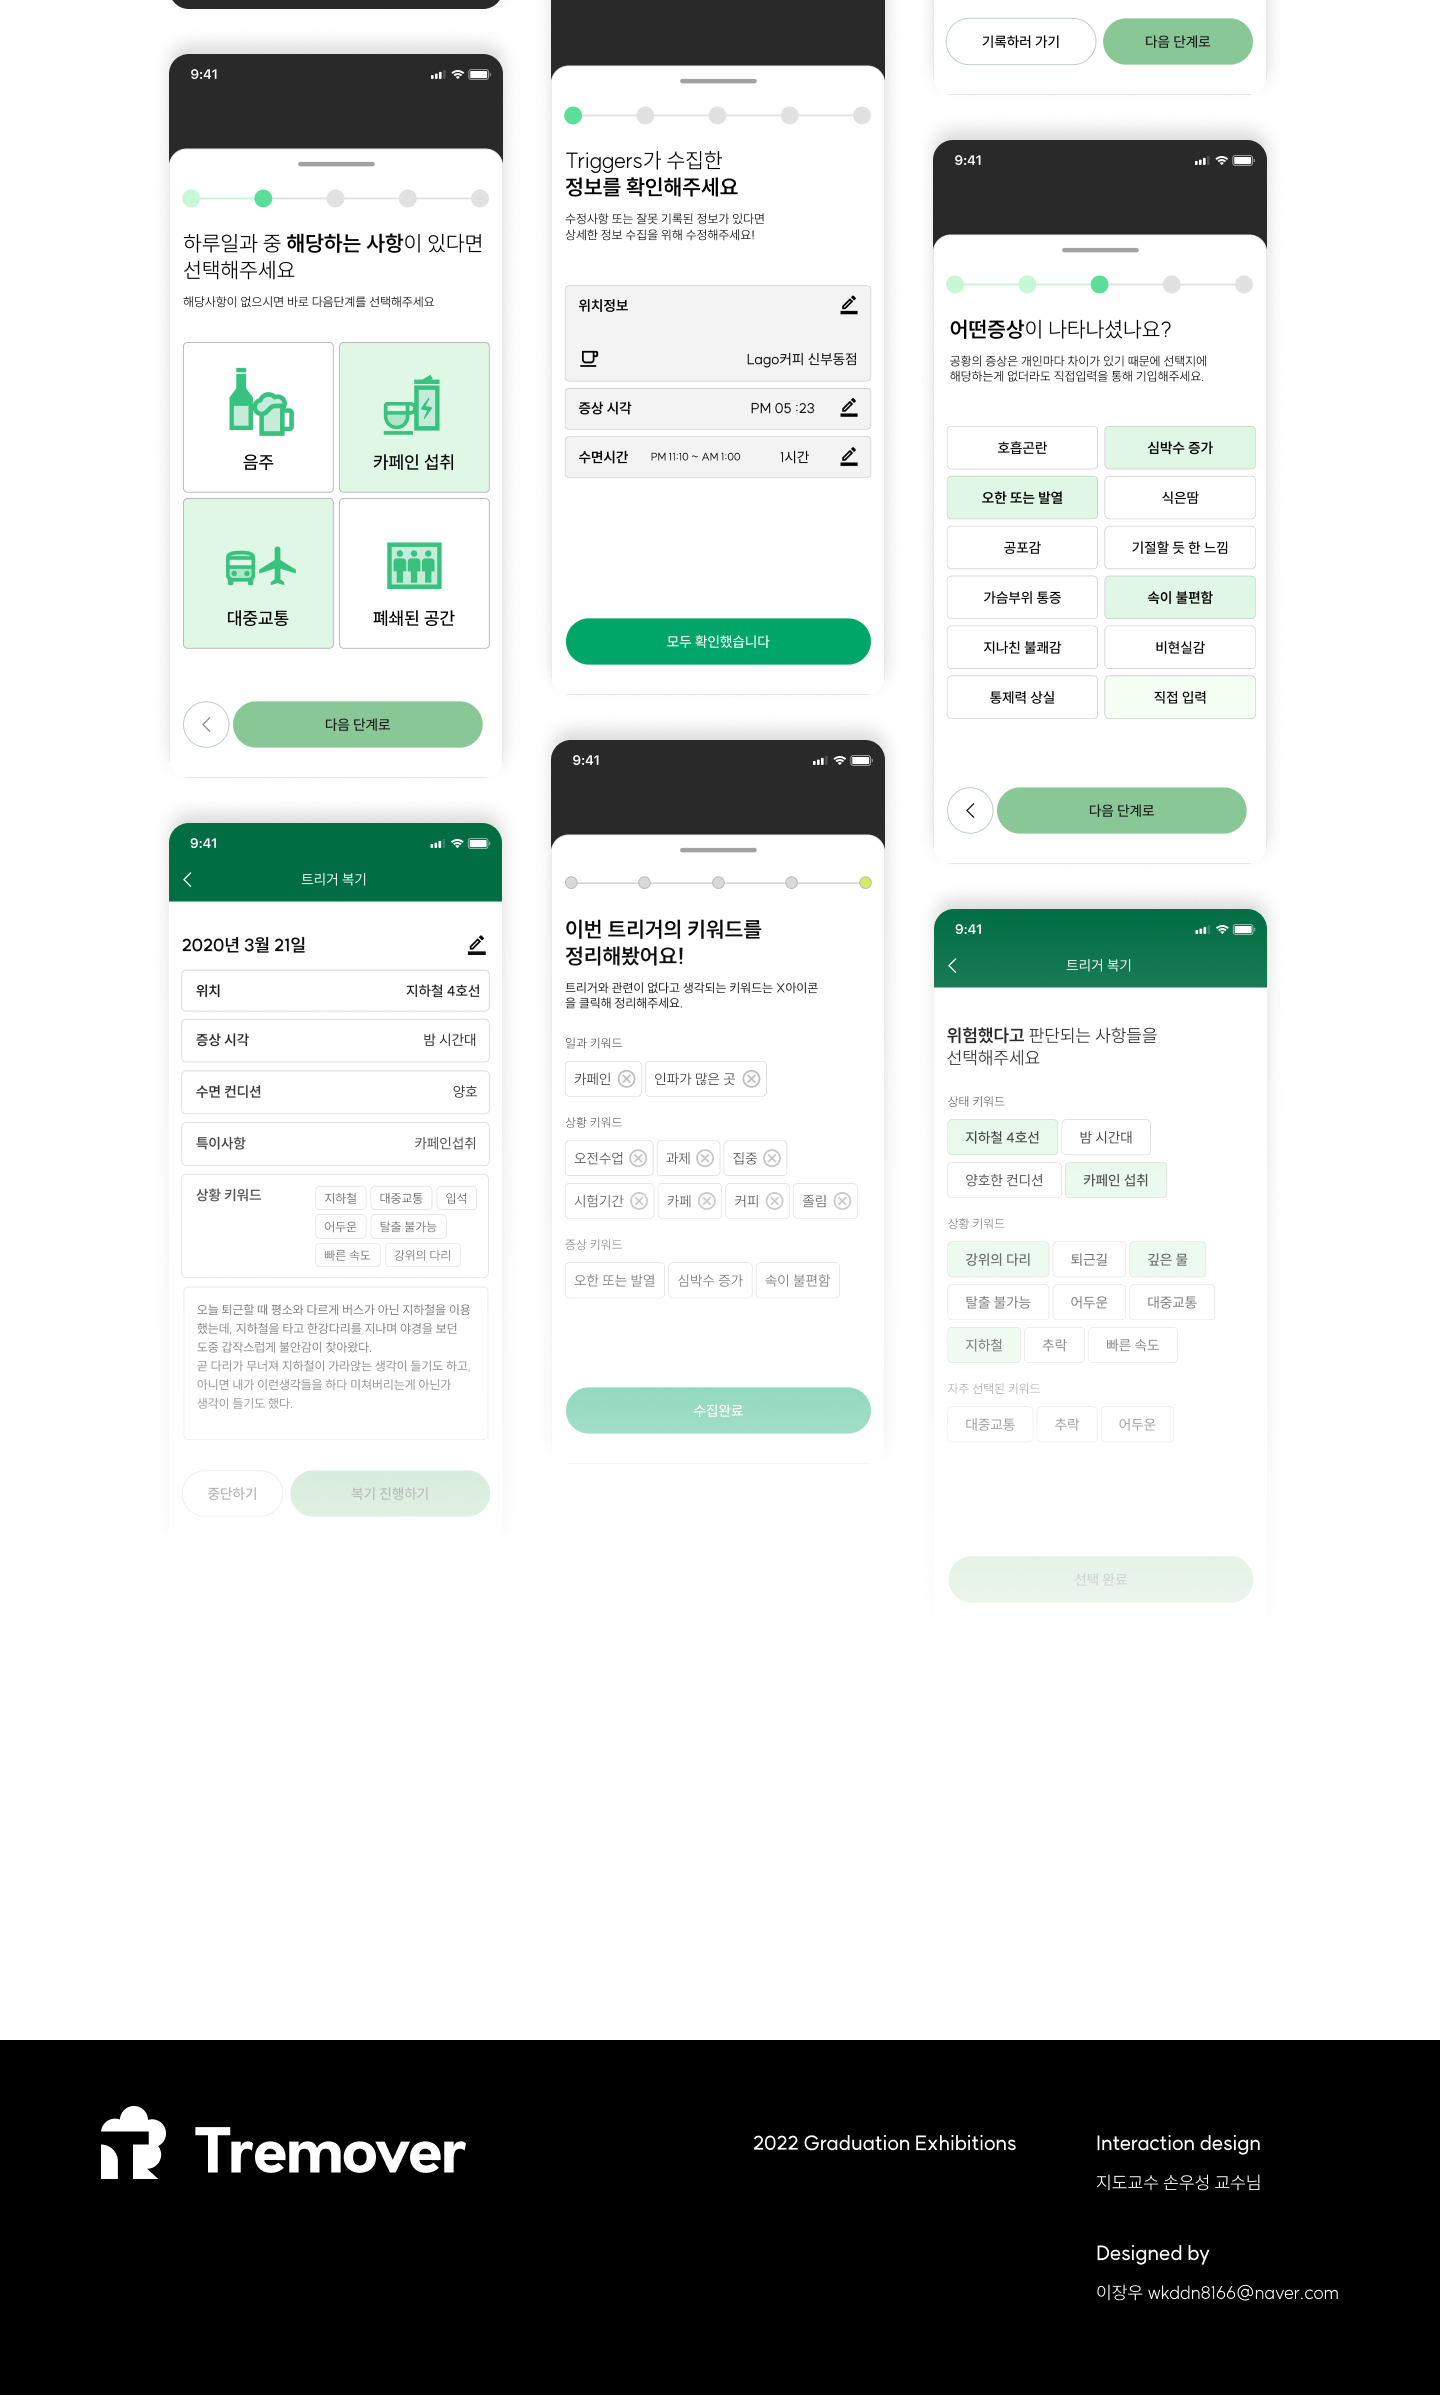 9:41
하루일과 중 해당하는 사항이 있다면
선택해주세요
해당사항이 없으시면 바로 다음단계를 선택해주세요
음주
카페인 섭취
대중교통
폐쇄된 공간
다음 단계로
9:41
트리거 복기
2020년 3월 21일
위치
지하철 4호선
증상 시각
밤 시간대
수면 컨디션
양호
특이사항
카페인섭취
상황 키워드
지하철
대중교통
입석
어두운
탈출 불가능
빠른 속도
강위의 다리
오늘 퇴근할 때 평소와 다르게 버스가 아닌 지하철을 이용
했는데, 지하철을 타고 한강다리를 지나며 야경을 보던
도중 갑작스럽게 불안감이 찾아왔다.
곧 다리가 무너져 지하철이 가라앉는 생각이 들기도 하고,
아니면 내가 이런생각들을 하다 미쳐버리는게 아닌가
생각이 들기도 했다.
중단하기
복기 진행하기
Triggers가 수집한
정보를 확인해주세요
수정사항 또는 잘못 기록된 정보가 있다면
상세한 정보 수집을 위해 수정해주세요!
위치정보
Lago커피 신부동점
증상 시각
PM 05 :23
수면시간
PM 11:10 ~ AM 1:00
1시간
모두 확인했습니다
9:41
이번 트리거의 키워드를
정리해봤어요!
트리거와 관련이 없다고 생각되는 키워드는 X아이콘
을 클릭해 정리해주세요.
일과 키워드
카페인
인파가 많은 곳
상황 키워드
오전수업
과제
집중
시험기간
카페
커피
졸림
증상 키워드
오한 또는 발열
심박수 증가
속이 불편함
수집완료
기록하러 가기
다음 단계로
9:41
어떤증상이 나타나셨나요?
공황의 증상은 개인마다 차이가 있기 때문에 선택지에
해당하는게 없더라도 직접입력을 통해 기입해주세요.
호흡곤란
심박수 증가
오한 또는 발열
식은땀
공포감
기절할 듯 한 느낌
가슴부위 통증
속이 불편함
지나친 불쾌감
비현실감
통제력 상실
직접 입력
다음 단계로
9:41
트리거 복기
위험했다고 판단되는 사항들을
선택해주세요
상태 키워드
지하철 4호선
밤 시간대
양호한 컨디션
카페인 섭취
상황 키워드
강위의 다리
퇴근길
깊은 물
탈출 불가능
어두운
대중교통
지하철
추락
빠른 속도
자주 선택된 키워드
대중교통
추락
어두운
선택 완료
Tremover
2022 Graduation Exhibitions
Interaction design
지도교수 손우성 교수님
Designed by
이장우 wkddn8166@naver.com